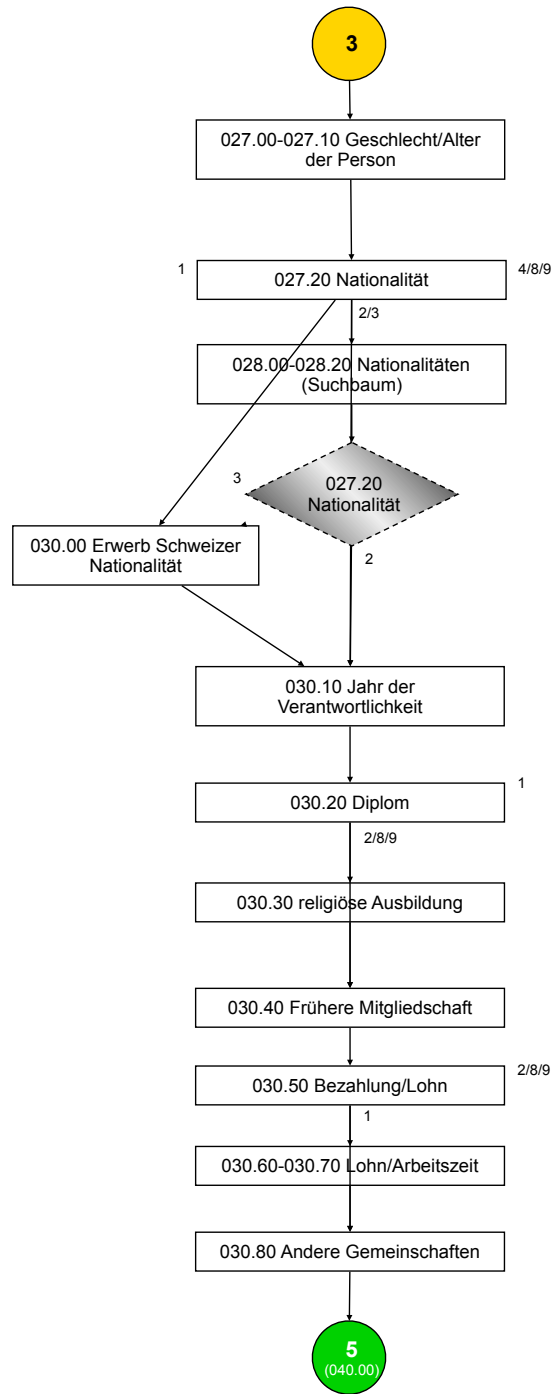 3
027.00-027.10 Geschlecht/Alter
der Person
1
027.20 Nationalität
4/8/9
2/3
028.00-028.20 Nationalitäten
(Suchbaum)
3
027.20
Nationalität
030.00 Erwerb Schweizer
Nationalität
2
030.10 Jahr der
Verantwortlichkeit
1
030.20 Diplom
2/8/9
030.30 religiöse Ausbildung
030.40 Frühere Mitgliedschaft
030.50 Bezahlung/Lohn
2/8/9
1
030.60-030.70 Lohn/Arbeitszeit
030.80 Andere Gemeinschaften
5
(040.00)